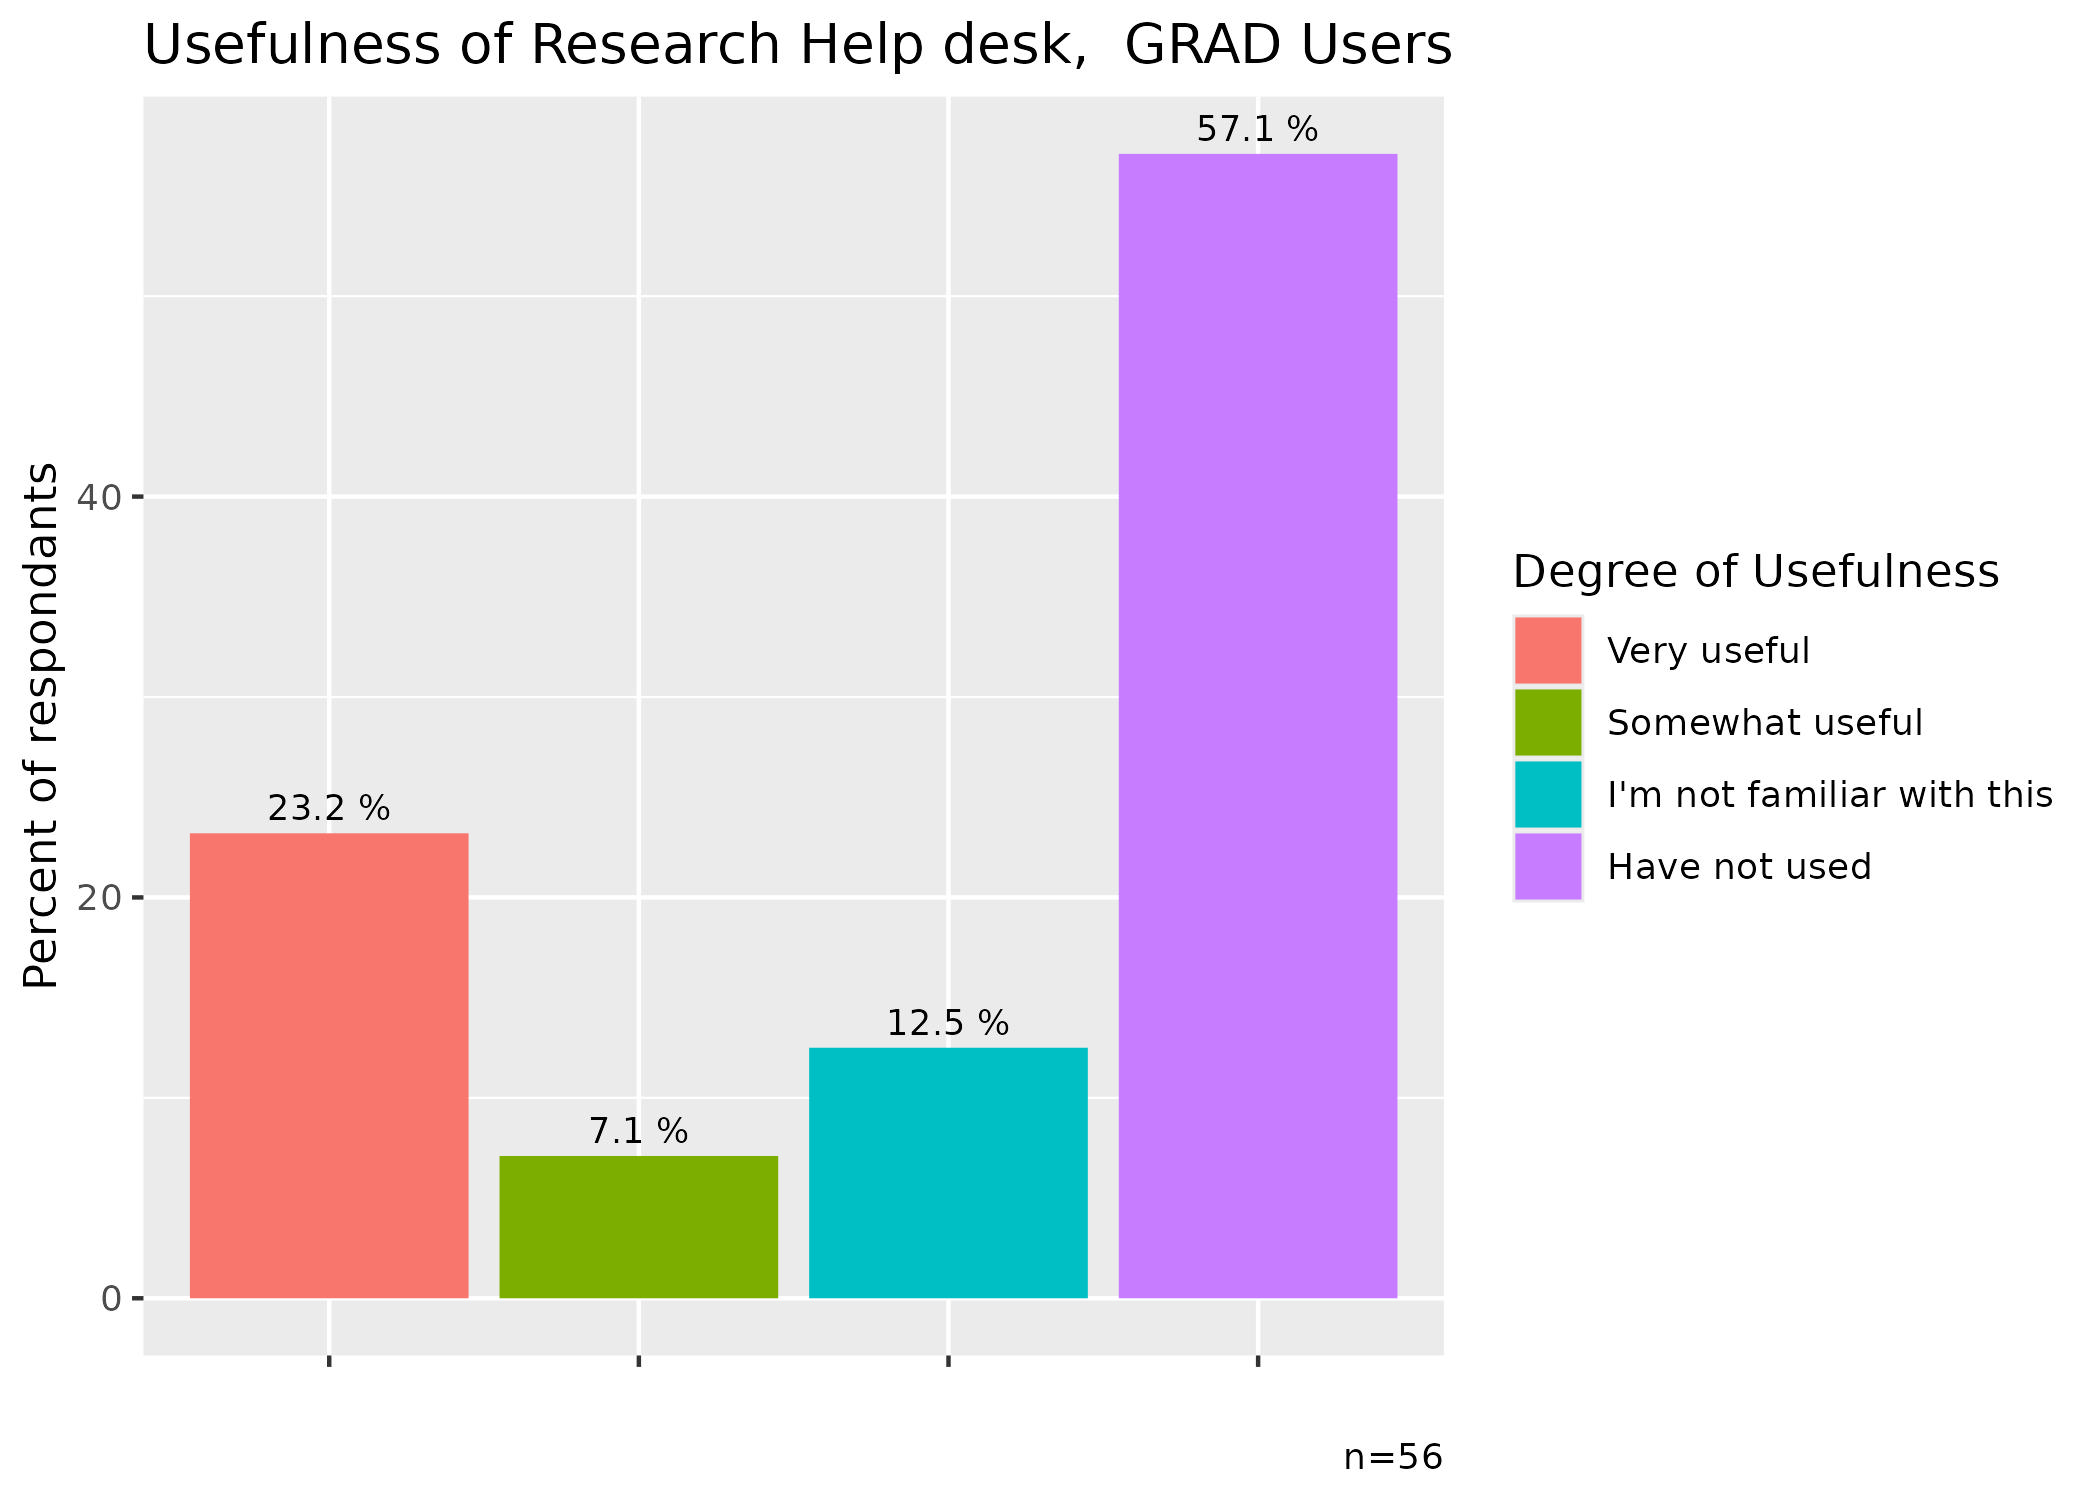 Usefulness of Research Help desk,  GRAD Users
57.1 %
23.2 %
12.5 %
7.1 %
40
20
0
Percent of respondants
Degree of Usefulness
Very useful
Somewhat useful
I'm not familiar with this
Have not used
n=56